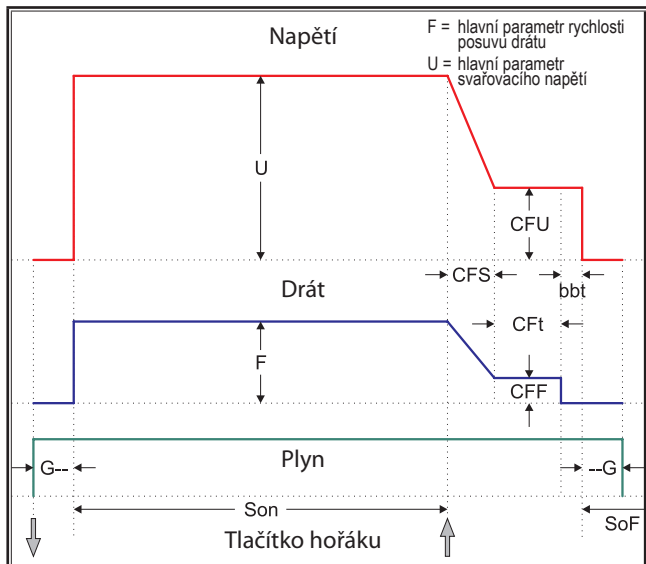 Napětí
F = hlavní parametr rychlosti
posuvu drátu
U = hlavní parametr
svařovacího napětí
U
CFU
CFS
bbt
Drát
CFt
F
CFF
Plyn
G--
--G
Son
SoF
Tlačítko hořáku